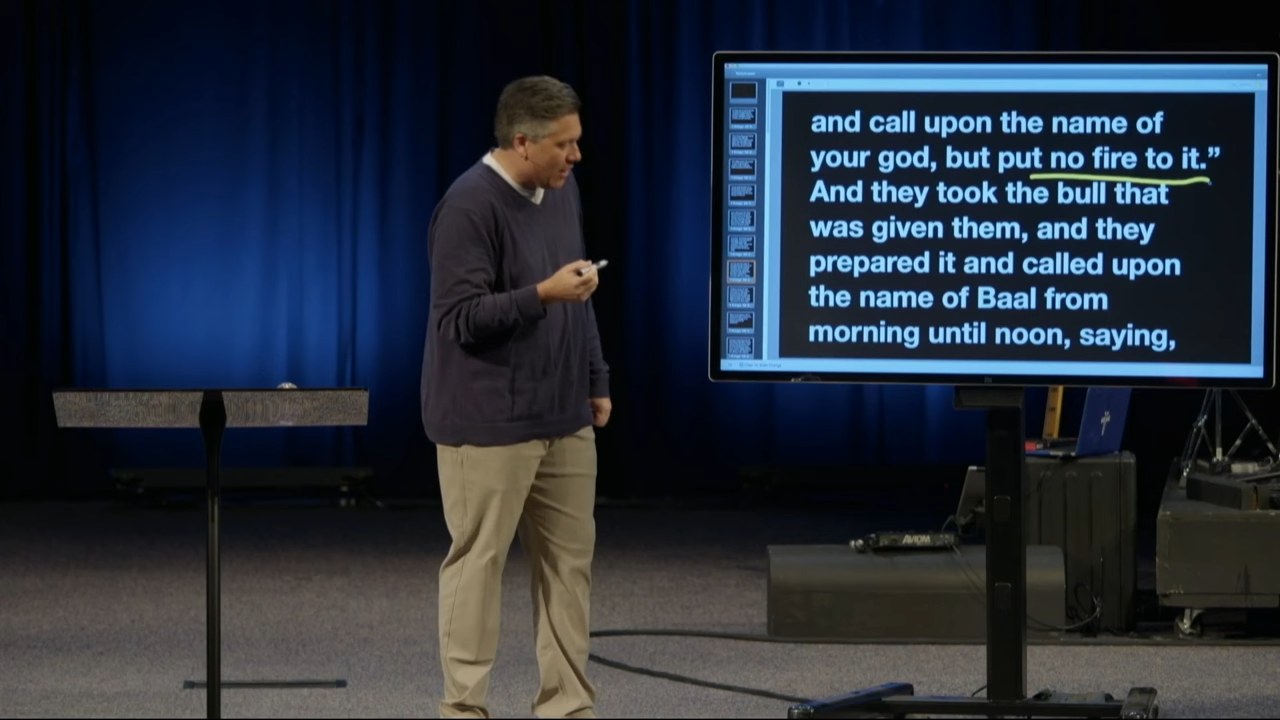 and call upon the name of
your god, but put no fire to it.”
And they took the bull that
was given them, and they
prepared it and called upon
the name of Baal from
morning until noon, saying,
AVIOM